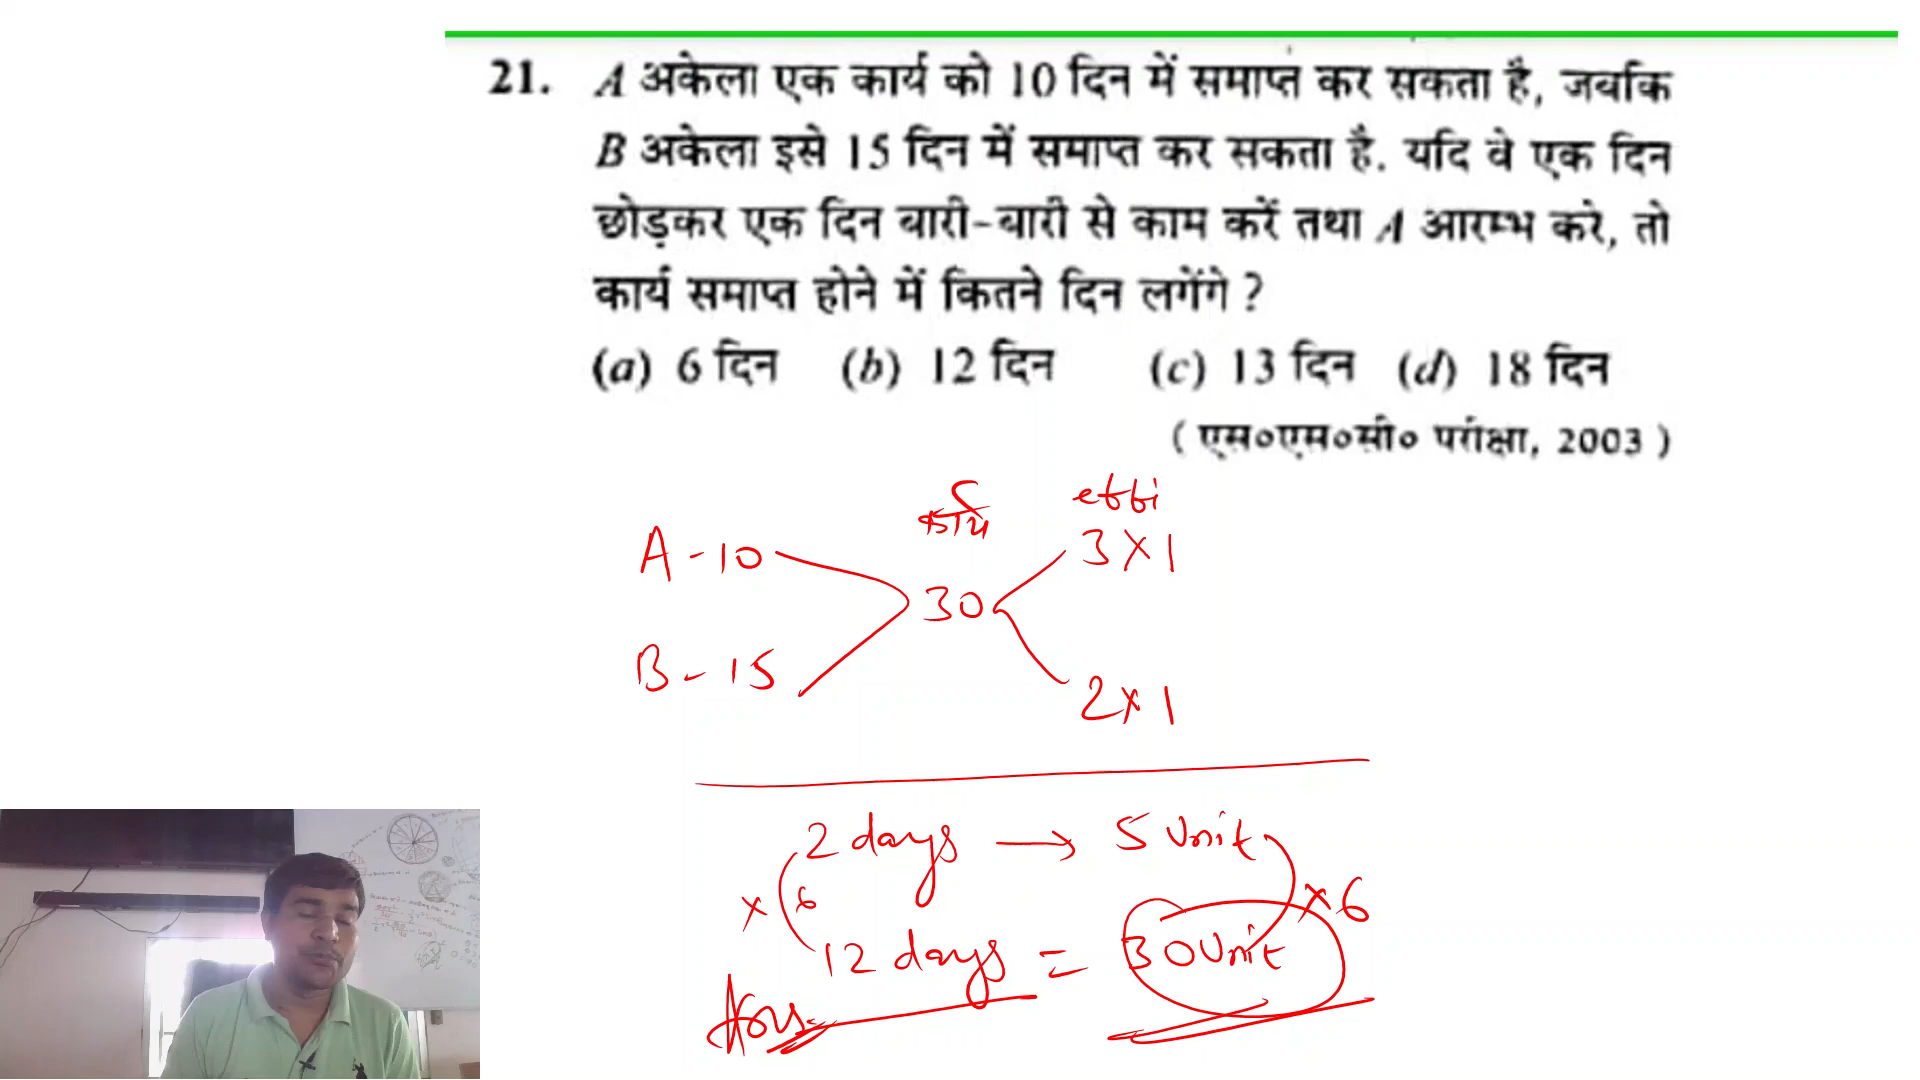 21. A अकेला एक कार्य को 10 दिन में समाप्त कर सकता है, जबकि
B अकेला इसे 15 दिन में समाप्त कर सकता है. यदि वे एक दिन
छोड़कर एक दिन बारी-बारी से काम करें तथा A आरम्भ करे, तो
कार्य समाप्त होने में कितने दिन लगेंगे ?
(a) 6 दिन (b) 12 दिन (c) 13 दिन (d) 18 दिन
( एस०एस०सी० परीक्षा, 2003 )
कार्य effi
A - 10 3 X 1
30
B - 15 2 x 1
2 days → 5 Unit
x 6 x 6
12 days = 30 Unit
Ans